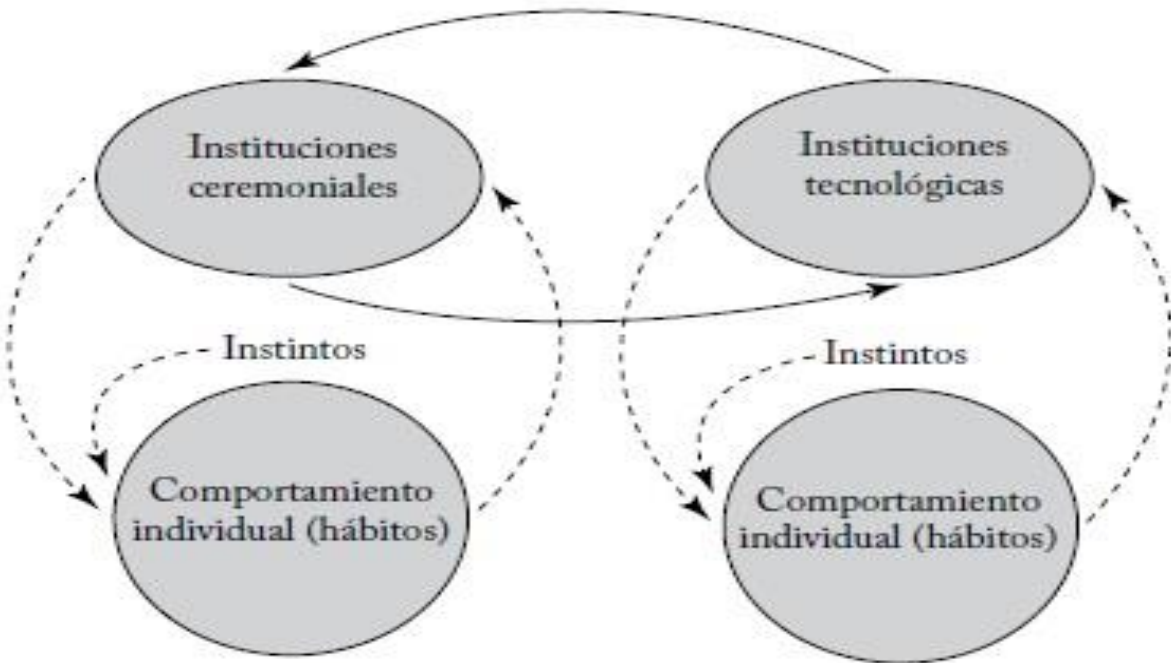 Instituciones
ceremoniales
Instituciones
tecnológicas
Instintos
Instintos
Comportamiento
individual (hábitos)
Comportamiento
individual (hábitos)